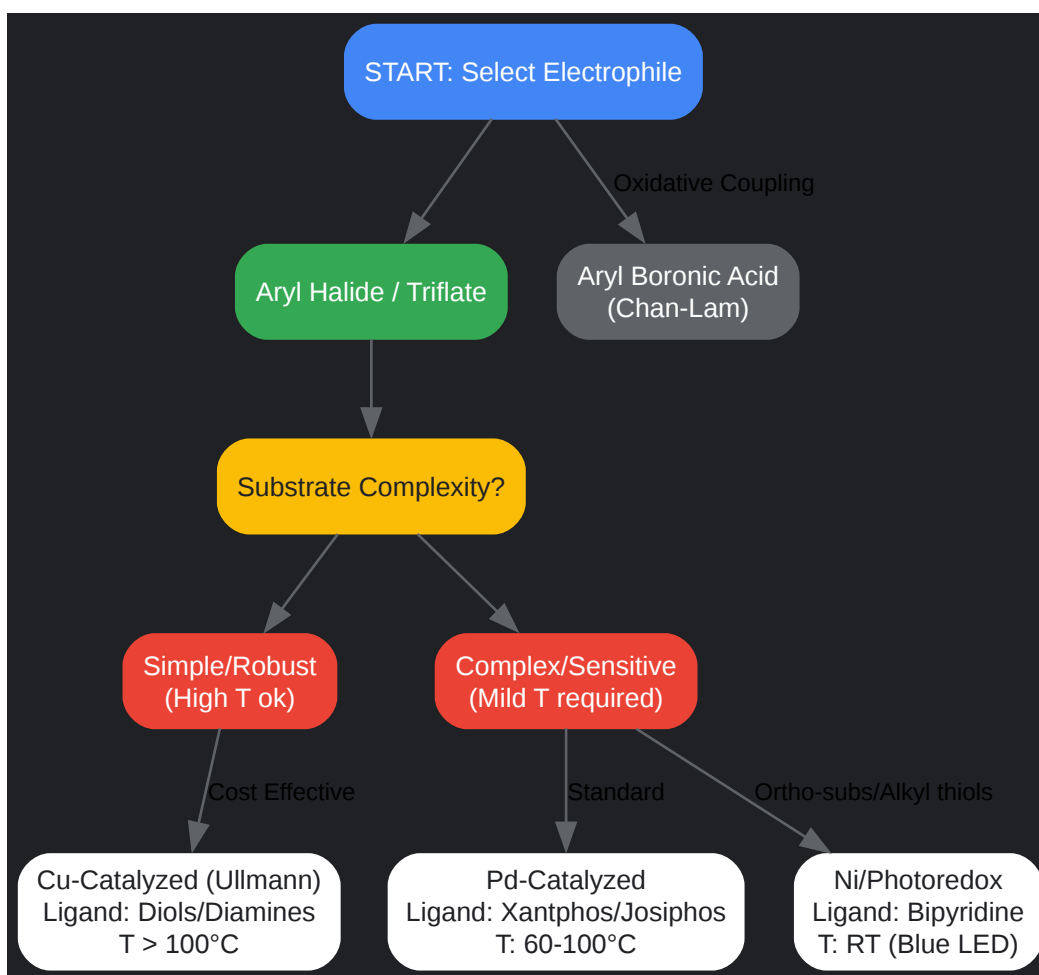 START: Select Electrophile
Oxidative Coupling
Aryl Halide / Triflate
Aryl Boronic Acid
(Chan-Lam)
Substrate Complexity?
Simple/Robust
(High T ok)
Complex/Sensitive
(Mild T required)
Cost Effective
Standard
Ortho-subs/Alkyl thiols
Cu-Catalyzed (Ullmann)
Ligand: Diols/Diamines
T > 100°C
Pd-Catalyzed
Ligand: Xantphos/Josiphos
T: 60-100°C
Ni/Photoredox
Ligand: Bipyridine
T: RT (Blue LED)